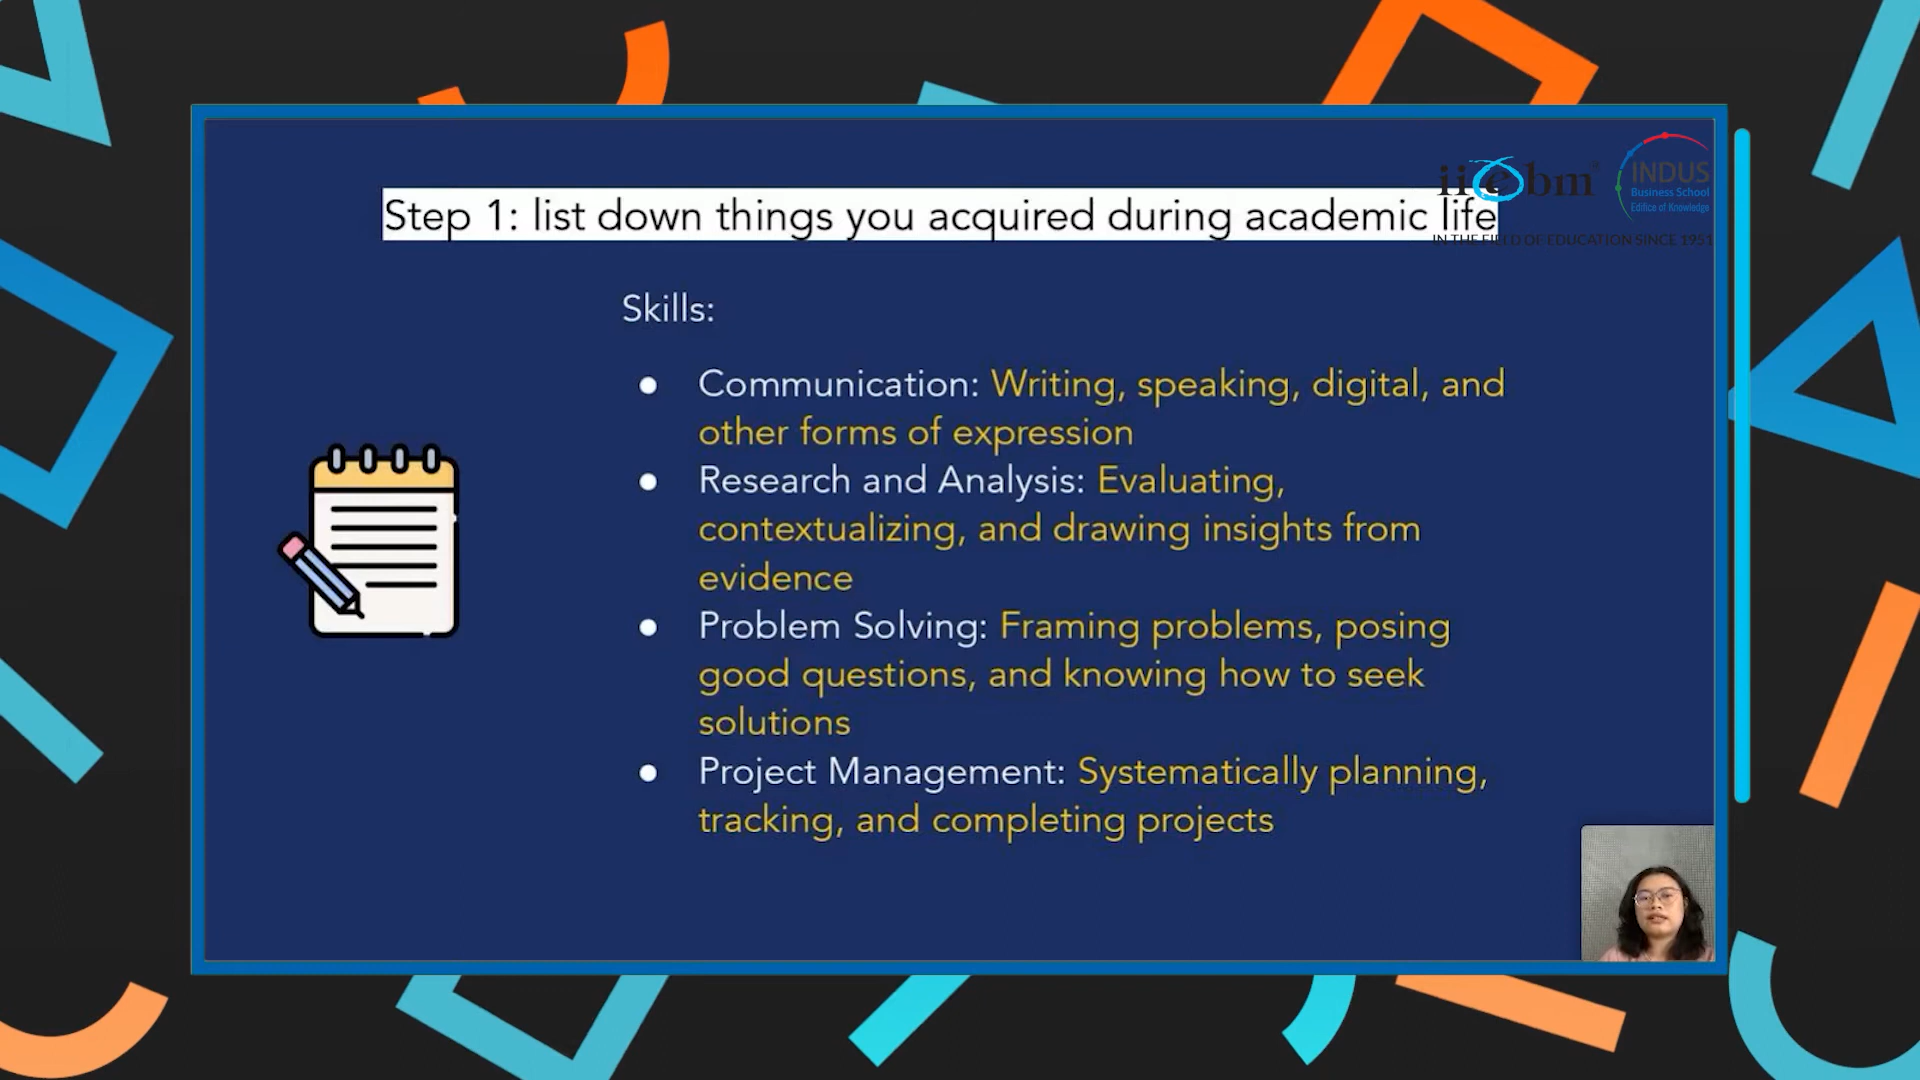 iiebm
INDUS
Business School
Edifice of Knowledge
IN THE FIELD OF EDUCATION SINCE 1951
Step 1: list down things you acquired during academic life
Skills:
● Communication: Writing, speaking, digital, and
other forms of expression
● Research and Analysis: Evaluating,
contextualizing, and drawing insights from
evidence
● Problem Solving: Framing problems, posing
good questions, and knowing how to seek
solutions
● Project Management: Systematically planning,
tracking, and completing projects